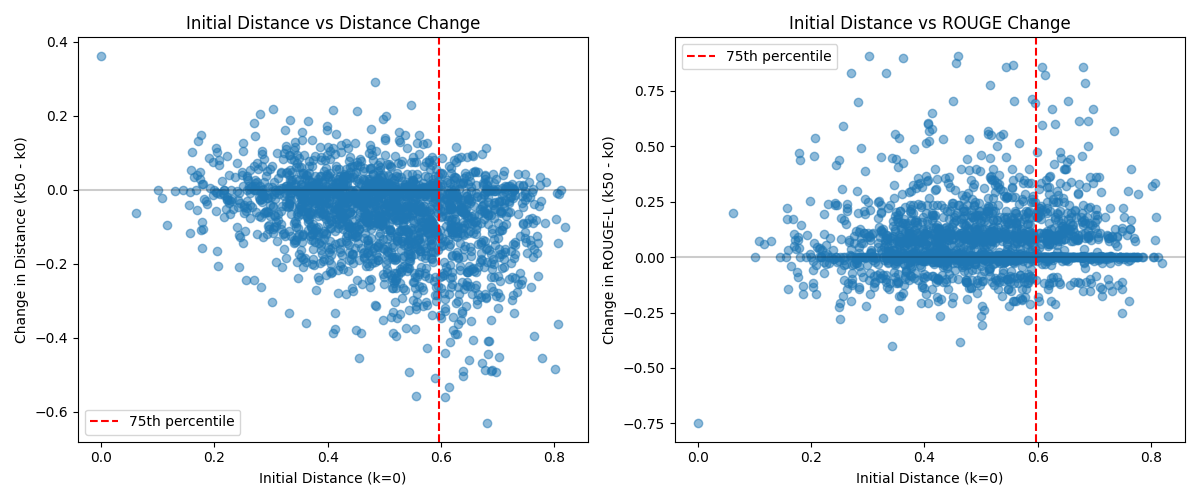 Initial Distance vs Distance Change
Change in Distance (k50 - k0)
0.4
0.2
0.0
−0.2
−0.4
−0.6
75th percentile
0.0
0.2
0.4
0.6
0.8
Initial Distance (k=0)
Initial Distance vs ROUGE Change
Change in ROUGE-L (k50 - k0)
75th percentile
0.75
0.50
0.25
0.00
−0.25
−0.50
−0.75
0.0
0.2
0.4
0.6
0.8
Initial Distance (k=0)